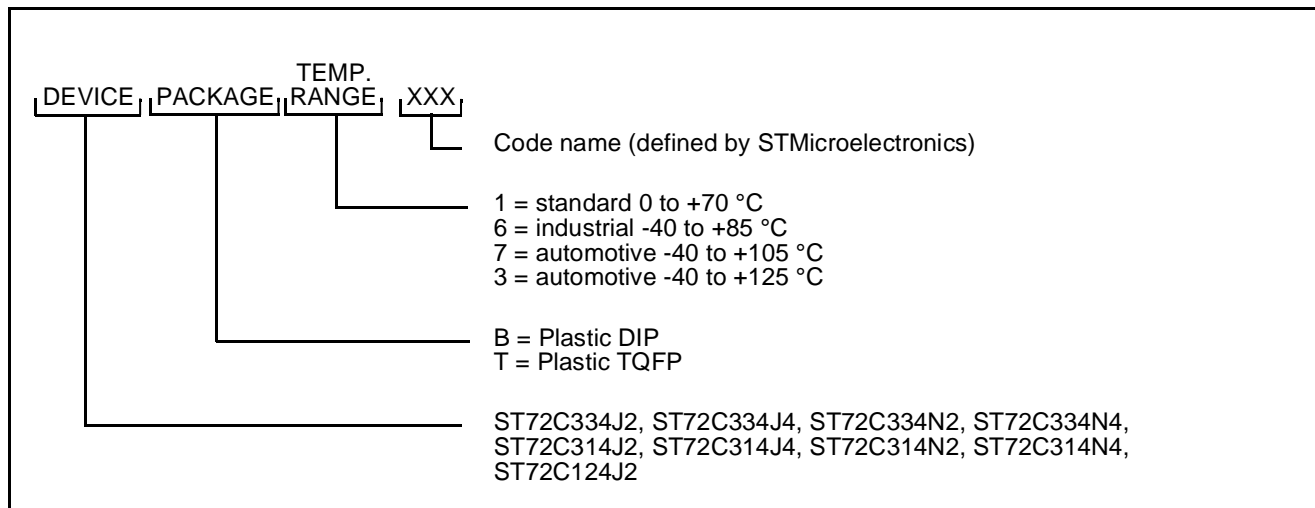 TEMP.
DEVICE PACKAGE RANGE XXX
Code name (defined by STMicroelectronics)
1 = standard 0 to +70 °C
6 = industrial -40 to +85 °C
7 = automotive -40 to +105 °C
3 = automotive -40 to +125 °C
B = Plastic DIP
T = Plastic TQFP
ST72C334J2, ST72C334J4, ST72C334N2, ST72C334N4,
ST72C314J2, ST72C314J4, ST72C314N2, ST72C314N4,
ST72C124J2